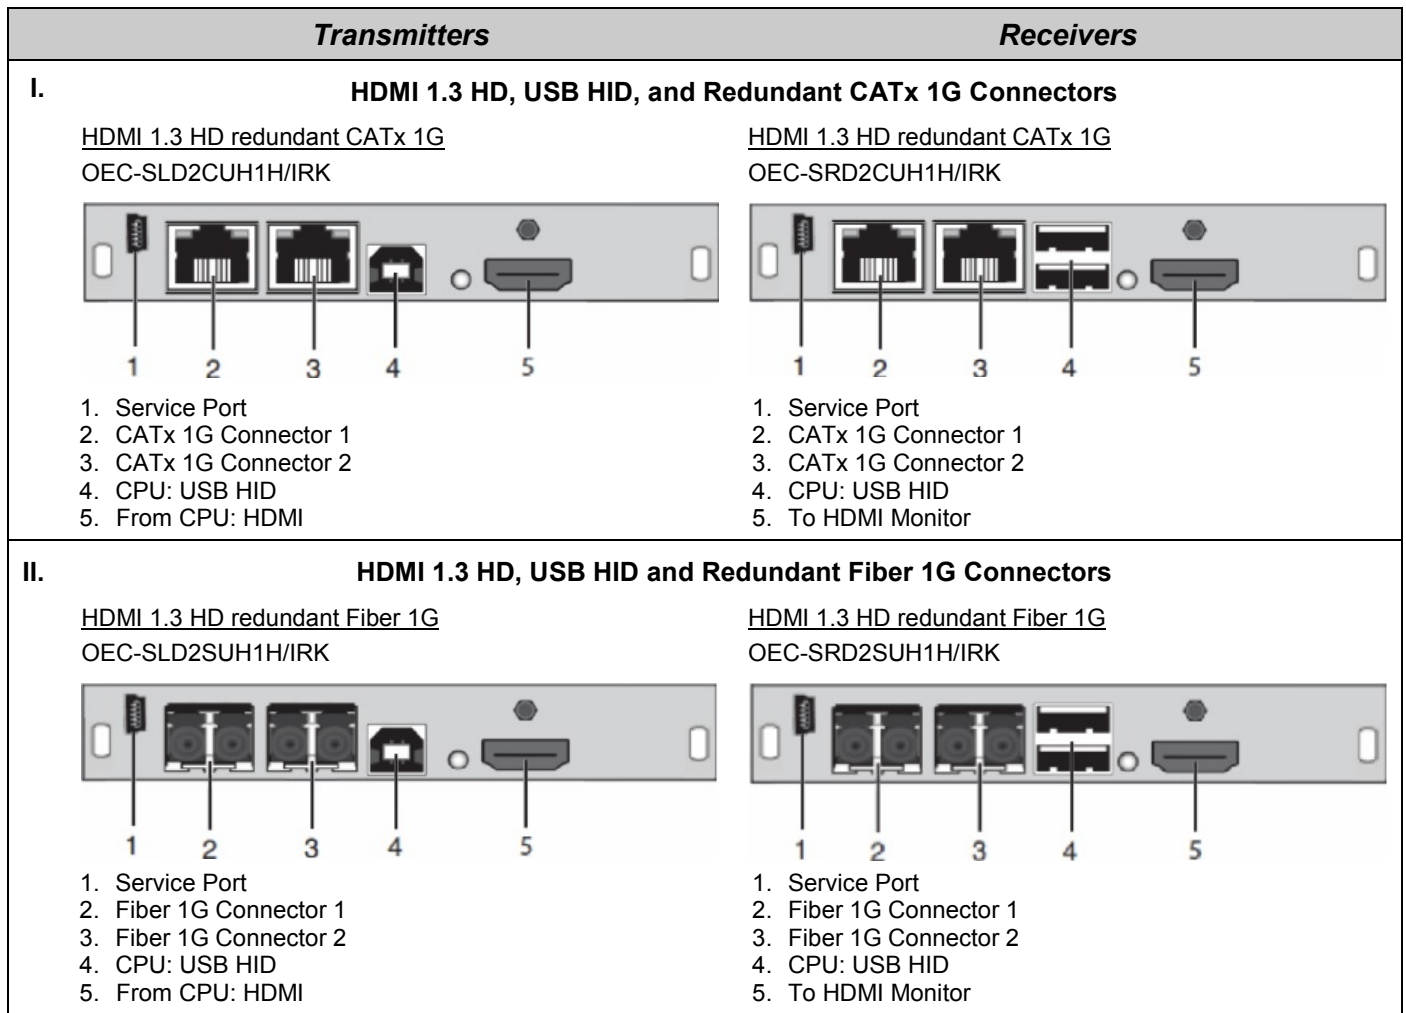 Transmitters
Receivers
I.
HDMI 1.3 HD, USB HID, and Redundant CATx 1G Connectors
HDMI 1.3 HD redundant CATx 1G
OEC-SLD2CUH1H/IRK
1 2 3 4 5
1. Service Port
2. CATx 1G Connector 1
3. CATx 1G Connector 2
4. CPU: USB HID
5. From CPU: HDMI
HDMI 1.3 HD redundant CATx 1G
OEC-SRD2CUH1H/IRK
1 2 3 4 5
1. Service Port
2. CATx 1G Connector 1
3. CATx 1G Connector 2
4. CPU: USB HID
5. To HDMI Monitor
II.
HDMI 1.3 HD, USB HID and Redundant Fiber 1G Connectors
HDMI 1.3 HD redundant Fiber 1G
OEC-SLD2SUH1H/IRK
1 2 3 4 5
1. Service Port
2. Fiber 1G Connector 1
3. Fiber 1G Connector 2
4. CPU: USB HID
5. From CPU: HDMI
HDMI 1.3 HD redundant Fiber 1G
OEC-SRD2SUH1H/IRK
1 2 3 4 5
1. Service Port
2. Fiber 1G Connector 1
3. Fiber 1G Connector 2
4. CPU: USB HID
5. To HDMI Monitor